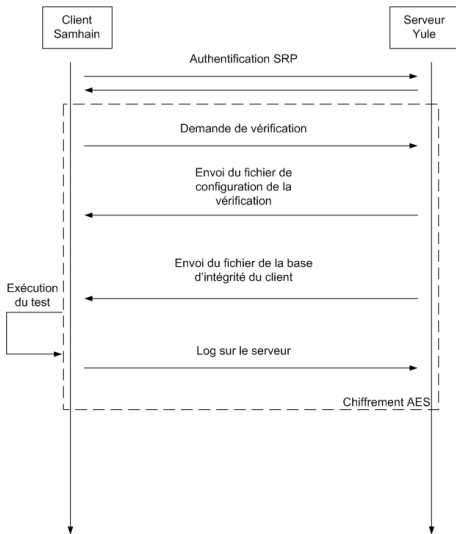 Client
Samhain
Serveur
Yule
Authentification SRP
Demande de vérification
Envoi du fichier de
configuration de la
vérification
Envoi du fichier de la base
d'intégrité du client
Exécution
du test
Log sur le serveur
Chiffrement AES